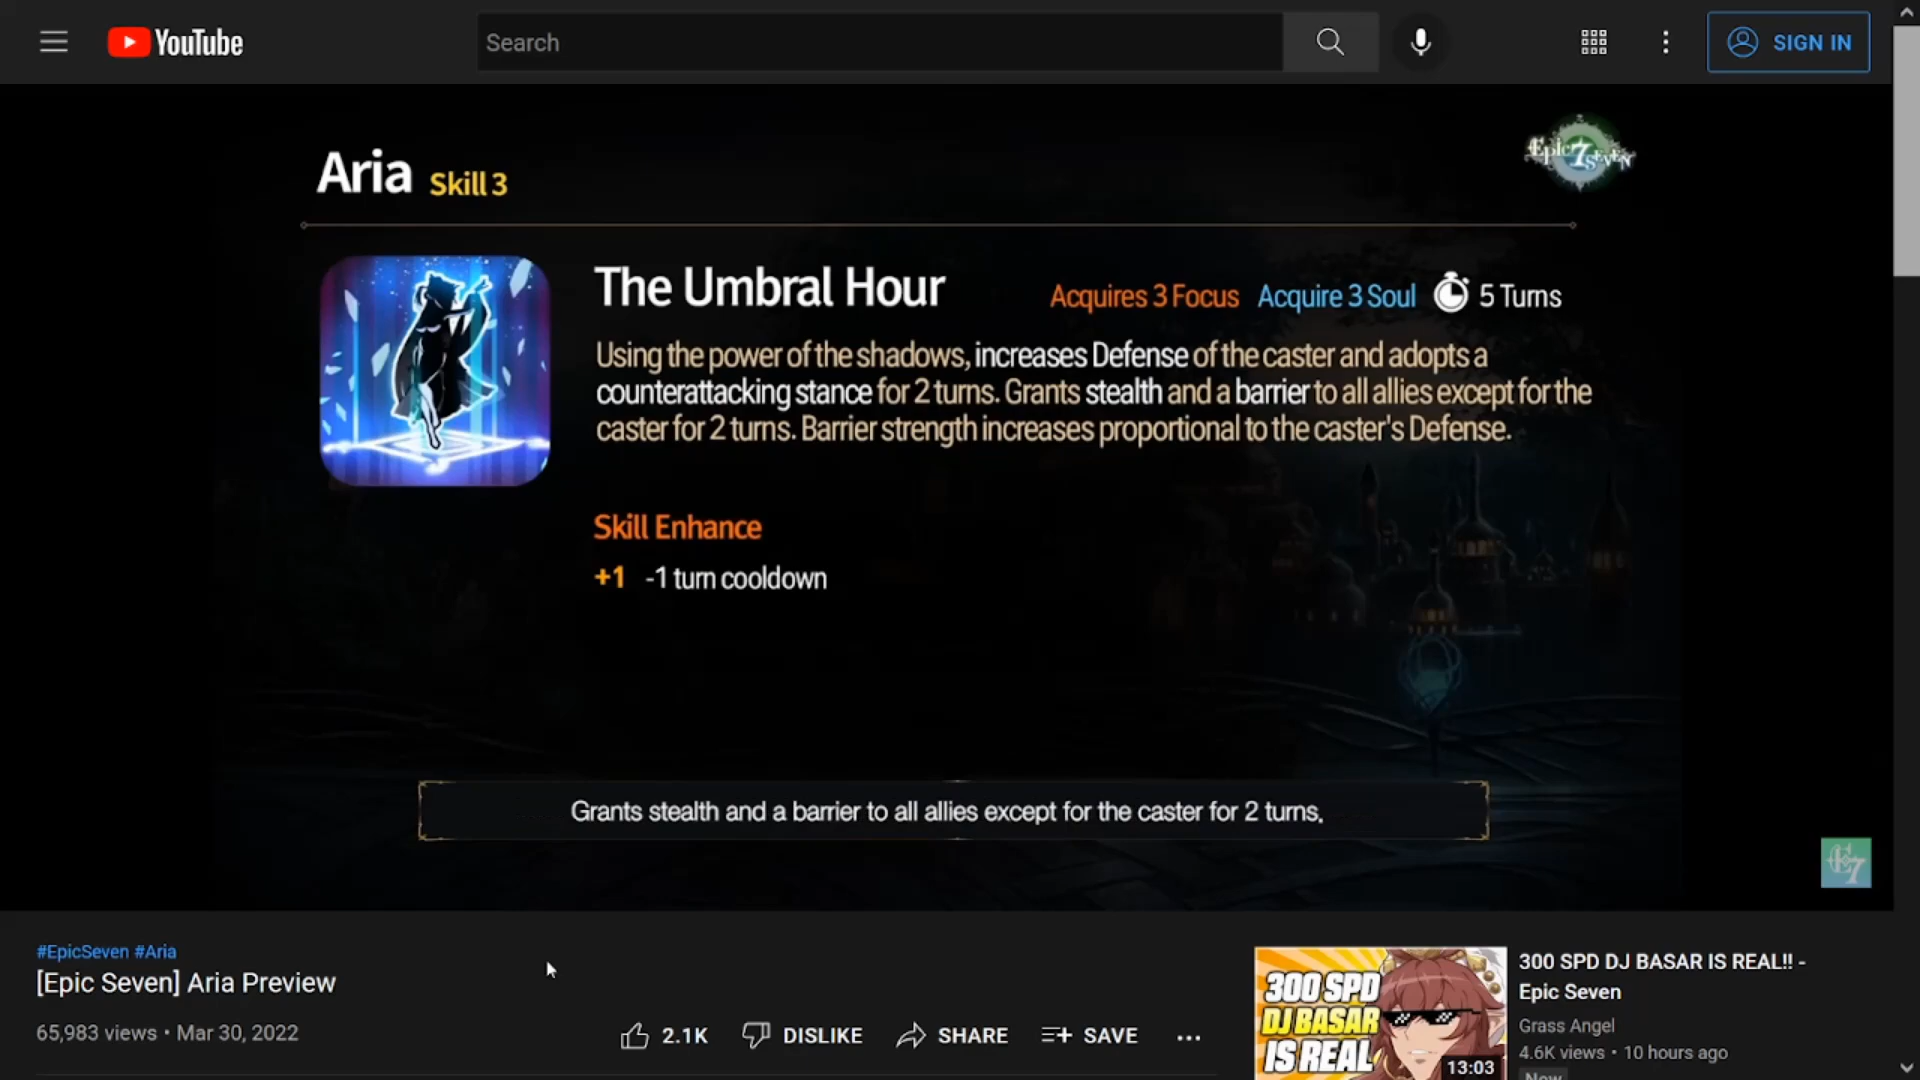 YouTube
Search
SIGN IN
Aria Skill 3
Epic 7 SEVEN
The Umbral Hour
Acquires 3 Focus Acquire 3 Soul 5 Turns
Using the power of the shadows, increases Defense of the caster and adopts a
counterattacking stance for 2 turns. Grants stealth and a barrier to all allies except for the
caster for 2 turns. Barrier strength increases proportional to the caster's Defense.
Skill Enhance
+1 -1 turn cooldown
Grants stealth and a barrier to all allies except for the caster for 2 turns.
E7
#EpicSeven #Aria
[Epic Seven] Aria Preview
65,983 views • Mar 30, 2022
2.1K DISLIKE SHARE SAVE
300 SPD
DJ BASAR
IS REAL
13:03
300 SPD DJ BASAR IS REAL!! -
Epic Seven
Grass Angel
4.6K views • 10 hours ago
New